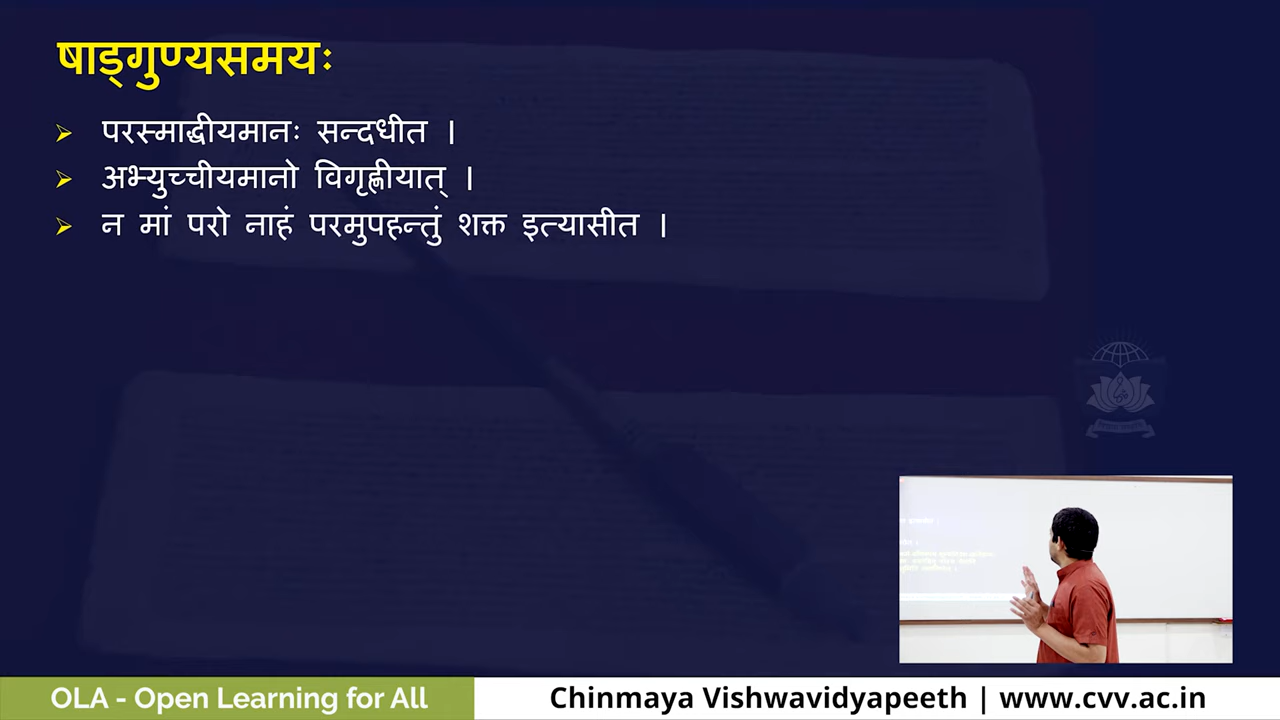 षाड्गुण्यसमयः
परस्माद्धीयमानः सन्दधीत ।
अभ्युच्चीयमानो विगृह्णीयात् ।
न मां परो नाहं परमुपहन्तुं शक्त इत्यासीत ।
OLA - Open Learning for All
Chinmaya Vishwavidyapeeth | www.cvv.ac.in